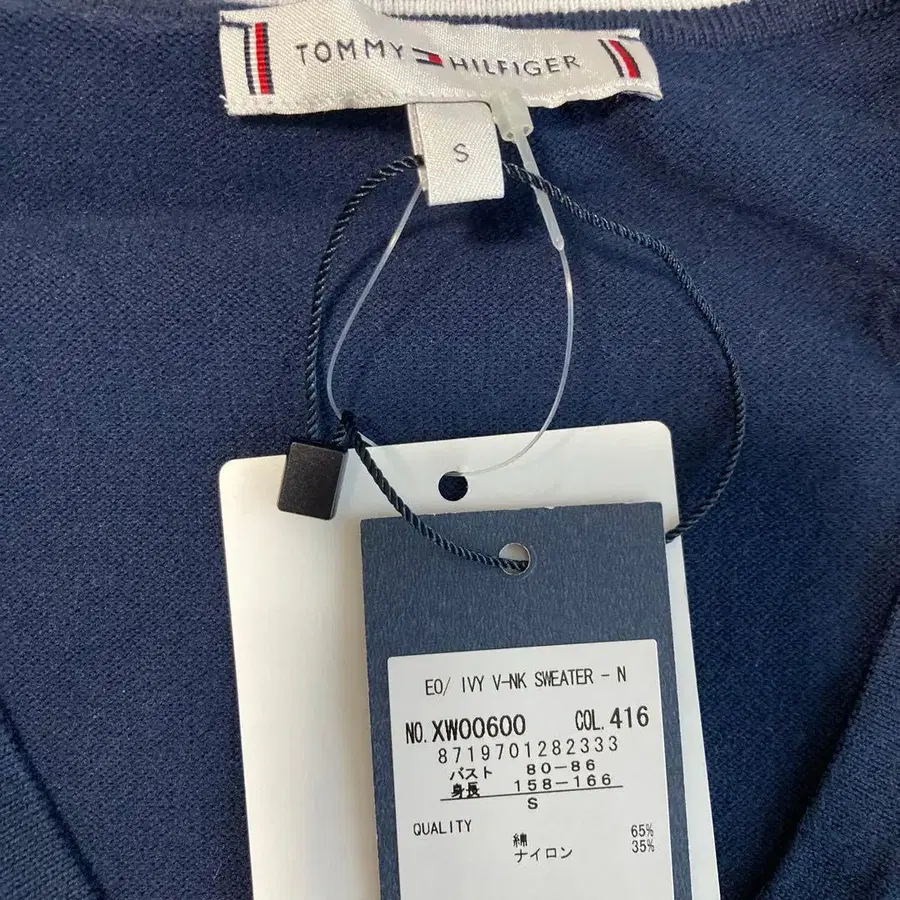 TOMMY HILFIGER
S
EO/ IVY V-NK SWEATER - N
NO. XW00600 COL. 416
8719701282333
バスト 80-86
身長 158-166
S
QUALITY
綿 65%
ナイロン 35%